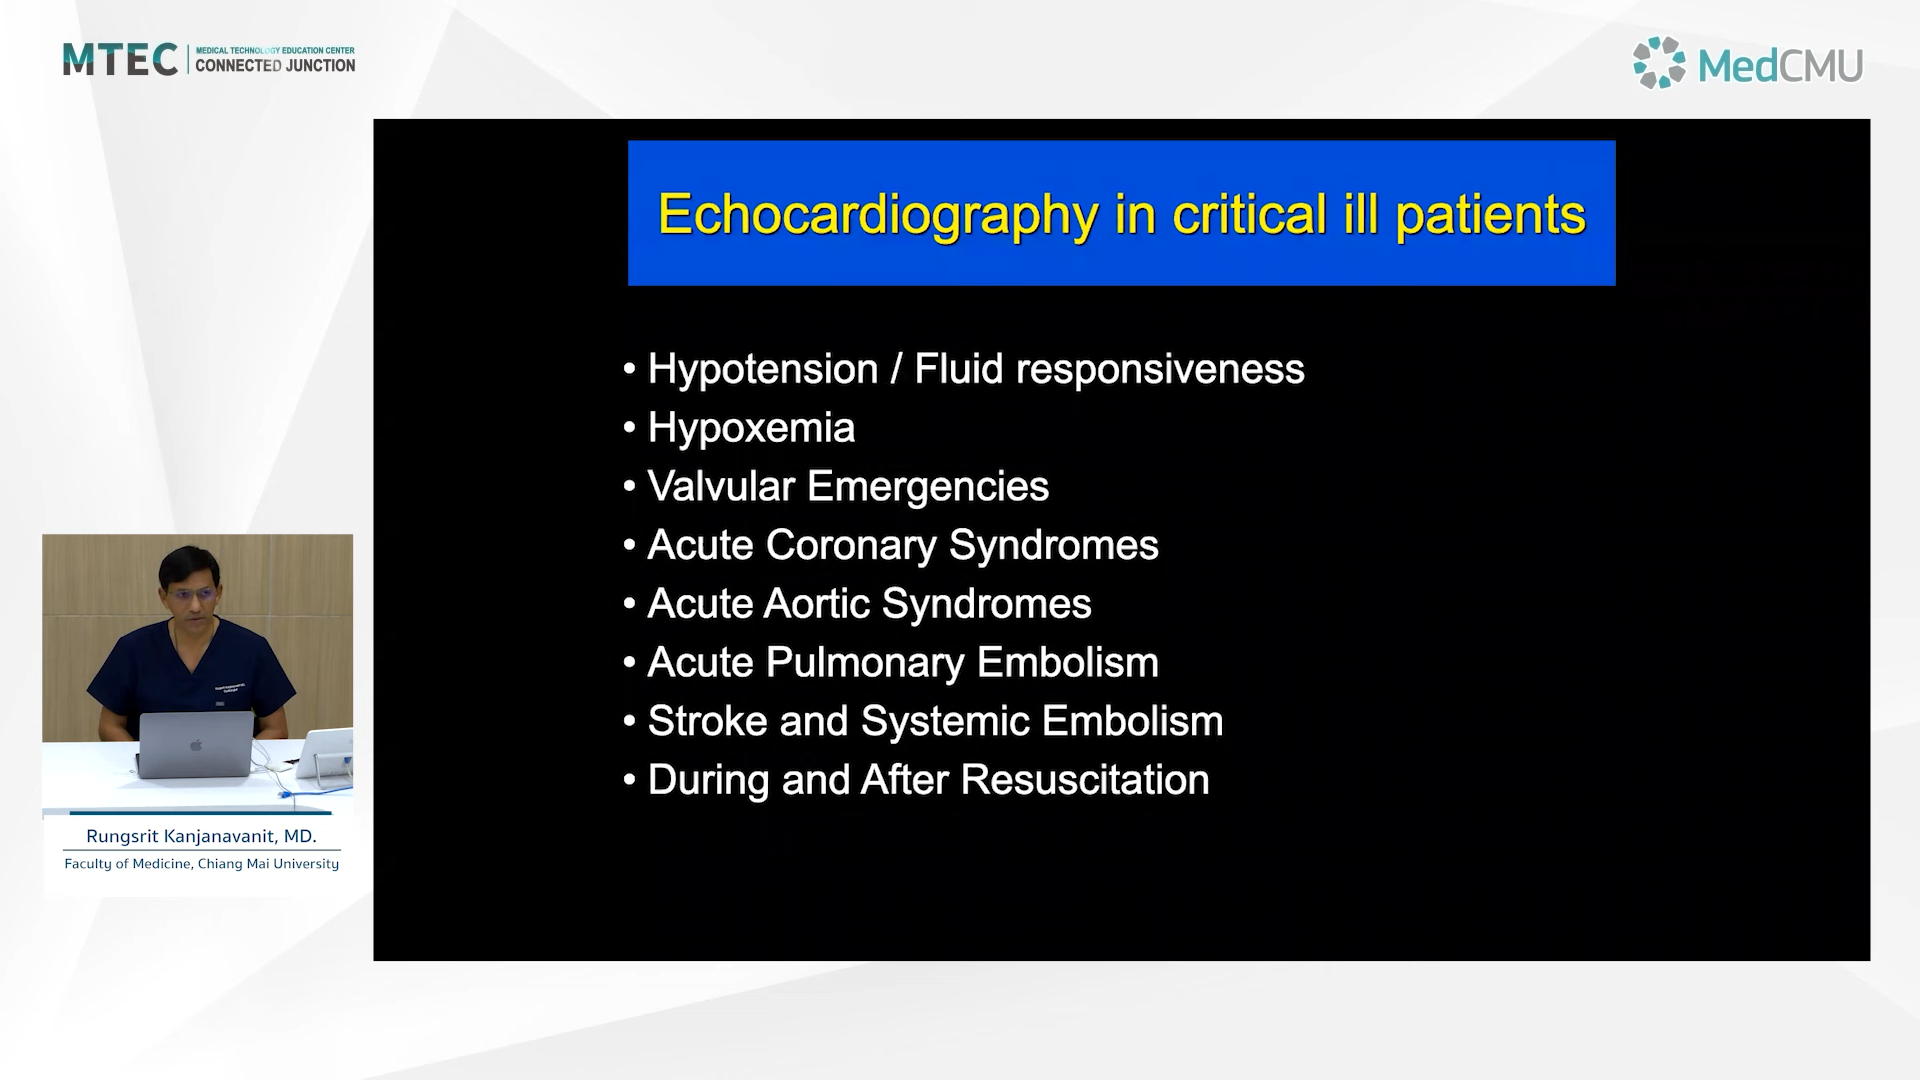 MTEC
MEDICAL TECHNOLOGY EDUCATION CENTER
CONNECTED JUNCTION
MedCMU
Echocardiography in critical ill patients
• Hypotension / Fluid responsiveness
• Hypoxemia
• Valvular Emergencies
• Acute Coronary Syndromes
• Acute Aortic Syndromes
• Acute Pulmonary Embolism
• Stroke and Systemic Embolism
• During and After Resuscitation
Rungsrit Kanjanavanit, MD.
Faculty of Medicine, Chiang Mai University